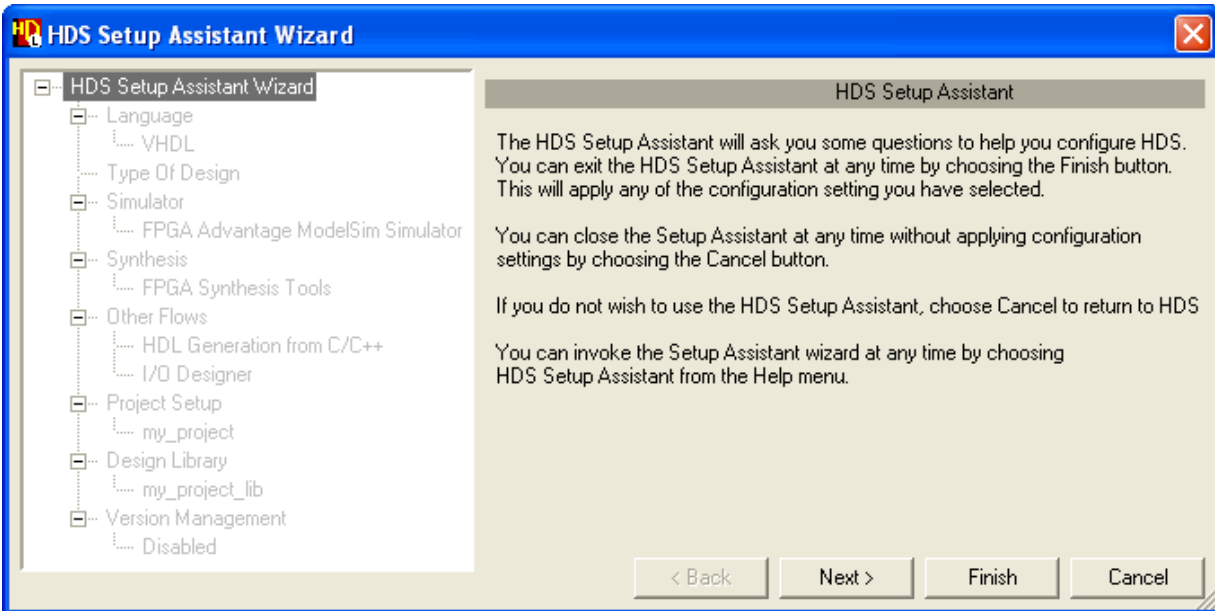 HDS Setup Assistant Wizard
HDS Setup Assistant Wizard
Language
VHDL
Type Of Design
Simulator
FPGA Advantage ModelSim Simulator
Synthesis
FPGA Synthesis Tools
Other Flows
HDL Generation from C/C++
I/O Designer
Project Setup
my_project
Design Library
my_project_lib
Version Management
Disabled
HDS Setup Assistant
The HDS Setup Assistant will ask you some questions to help you configure HDS.
You can exit the HDS Setup Assistant at any time by choosing the Finish button.
This will apply any of the configuration setting you have selected.
You can close the Setup Assistant at any time without applying configuration
settings by choosing the Cancel button.
If you do not wish to use the HDS Setup Assistant, choose Cancel to return to HDS
You can invoke the Setup Assistant wizard at any time by choosing
HDS Setup Assistant from the Help menu.
< Back
Next >
Finish
Cancel